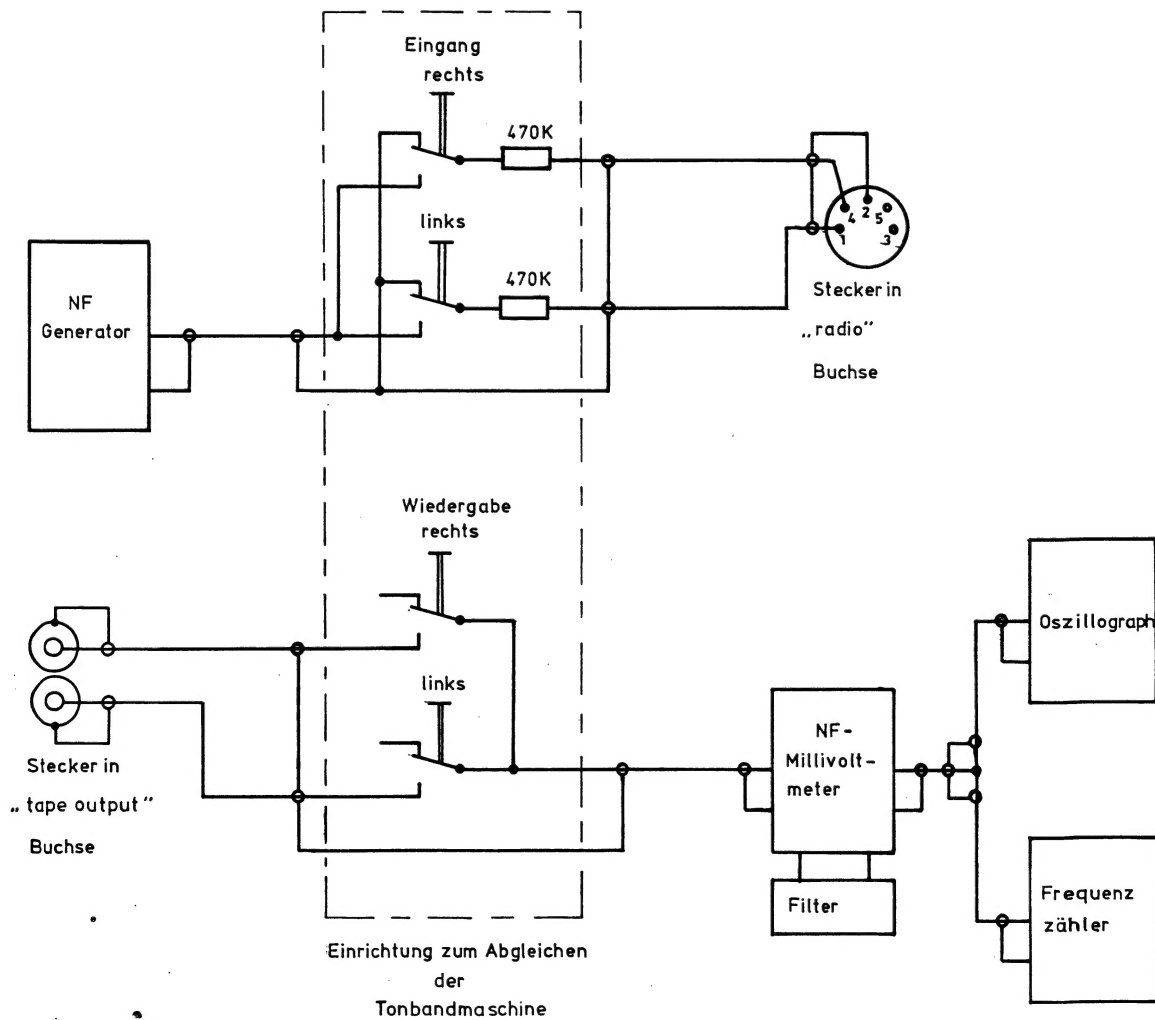 Eingang
rechts
470K
links
470K
NF
Generator
4
2
5
1
3
Stecker in
„radio”
Buchse
Wiedergabe
rechts
links
Stecker in
„tape output”
Buchse
NF-
Millivolt-
meter
Filter
Oszillograph
Frequenz
zähler
Einrichtung zum Abgleichen
der
Tonbandmaschine